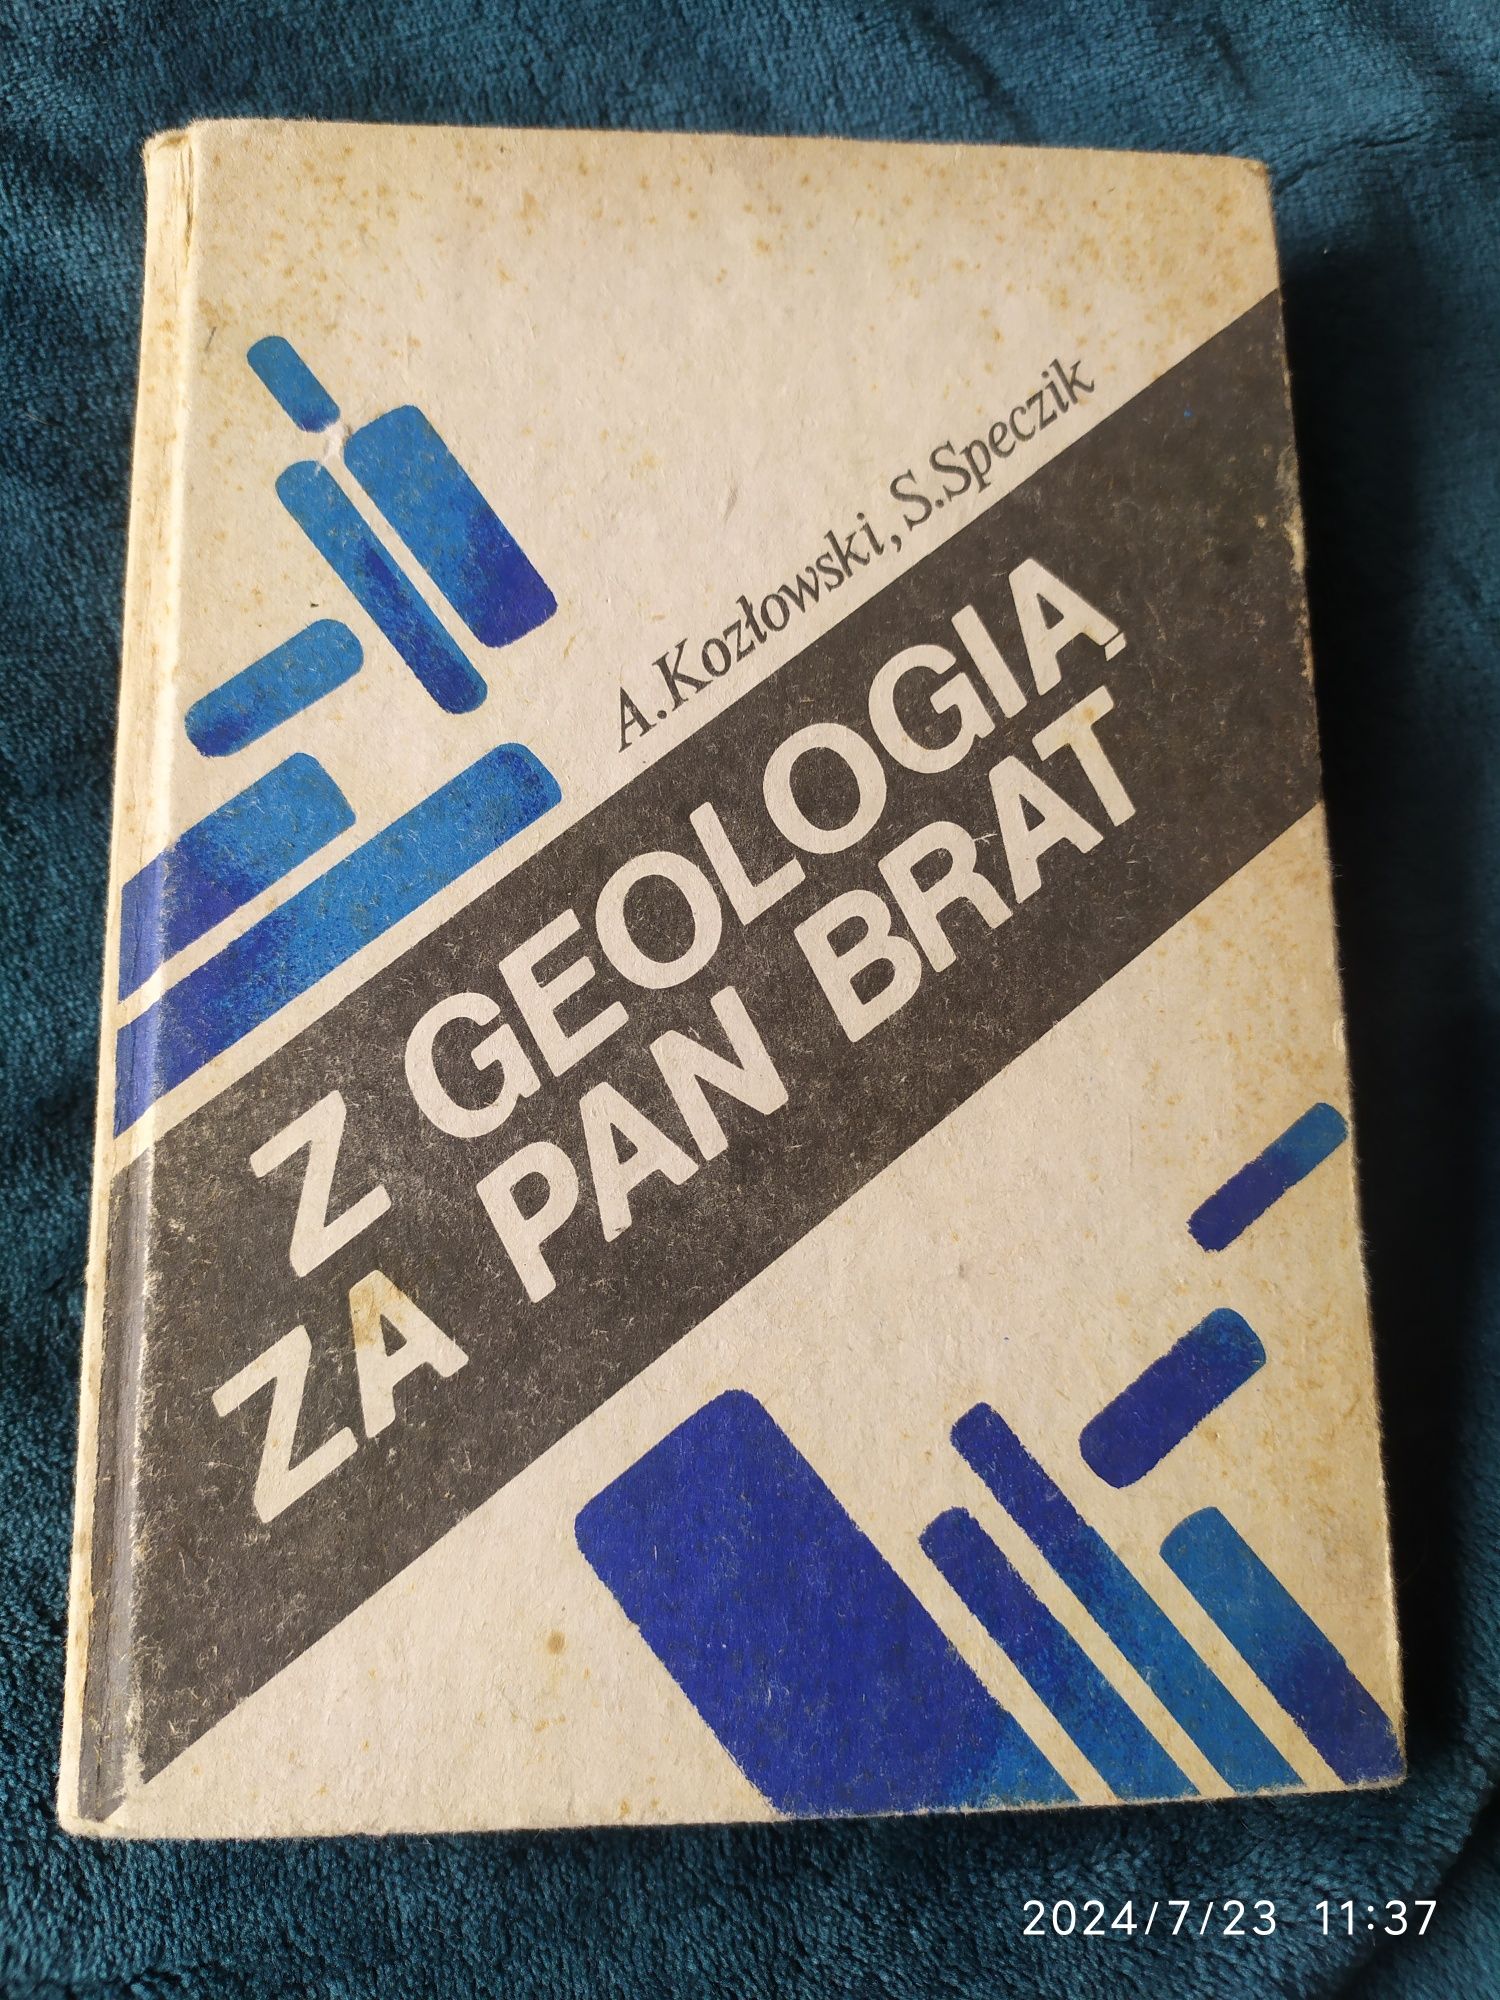 A. Kozłowski, S. Speczik
Z GEOLOGIĄ
ZA PAN BRAT
2024/7/23 11:37